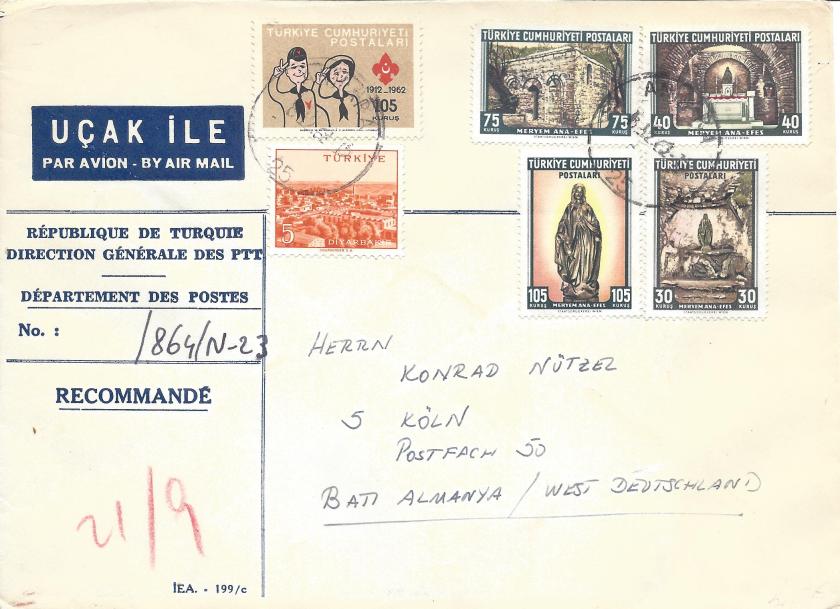 UÇAK İLE
PAR AVION - BY AIR MAIL
RÉPUBLIQUE DE TURQUIE
DIRECTION GÉNÉRALE DES PTT
DÉPARTEMENT DES POSTES
No. : /864/N-23
RECOMMANDÉ
21/9
İEA. - 199/c
TÜRKİYE CUMHURİYETİ
POSTALARI
1912-1962
105
KURUŞ
TÜRKİYE
5
DİYARBAKIR
TÜRKİYE CUMHURİYETİ POSTALARI
75 75
KURUŞ KURUŞ
MERYEM ANA-EFES
TÜRKİYE CUMHURİYETİ POSTALARI
40 40
KURUŞ KURUŞ
MERYEM ANA-EFES
TÜRKİYE CUMHURİYETİ
POSTALARI
105 105
KURUŞ KURUŞ
MERYEM ANA-EFES
TÜRKİYE CUMHURİYETİ
POSTALARI
30 30
KURUŞ KURUŞ
MERYEM ANA-EFES
HERRN
KONRAD NÜTZEL
5 KÖLN
POSTFACH 50
BATI ALMANYA / WEST DEUTSCHLAND